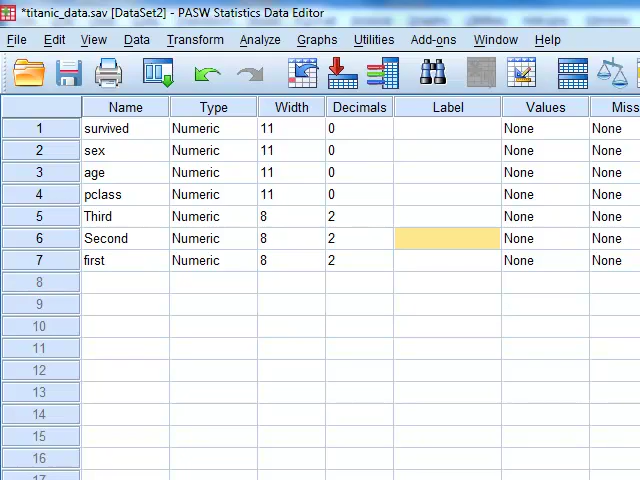 *titanic_data.sav [DataSet2] - PASW Statistics Data Editor
File Edit View Data Transform Analyze Graphs Utilities Add-ons Window Help
Name Type Width Decimals Label Values Miss
1 survived Numeric 11 0 None None
2 sex Numeric 11 0 None None
3 age Numeric 11 0 None None
4 pclass Numeric 11 0 None None
5 Third Numeric 8 2 None None
6 Second Numeric 8 2 None None
7 first Numeric 8 2 None None
8
9
10
11
12
13
14
15
16
17